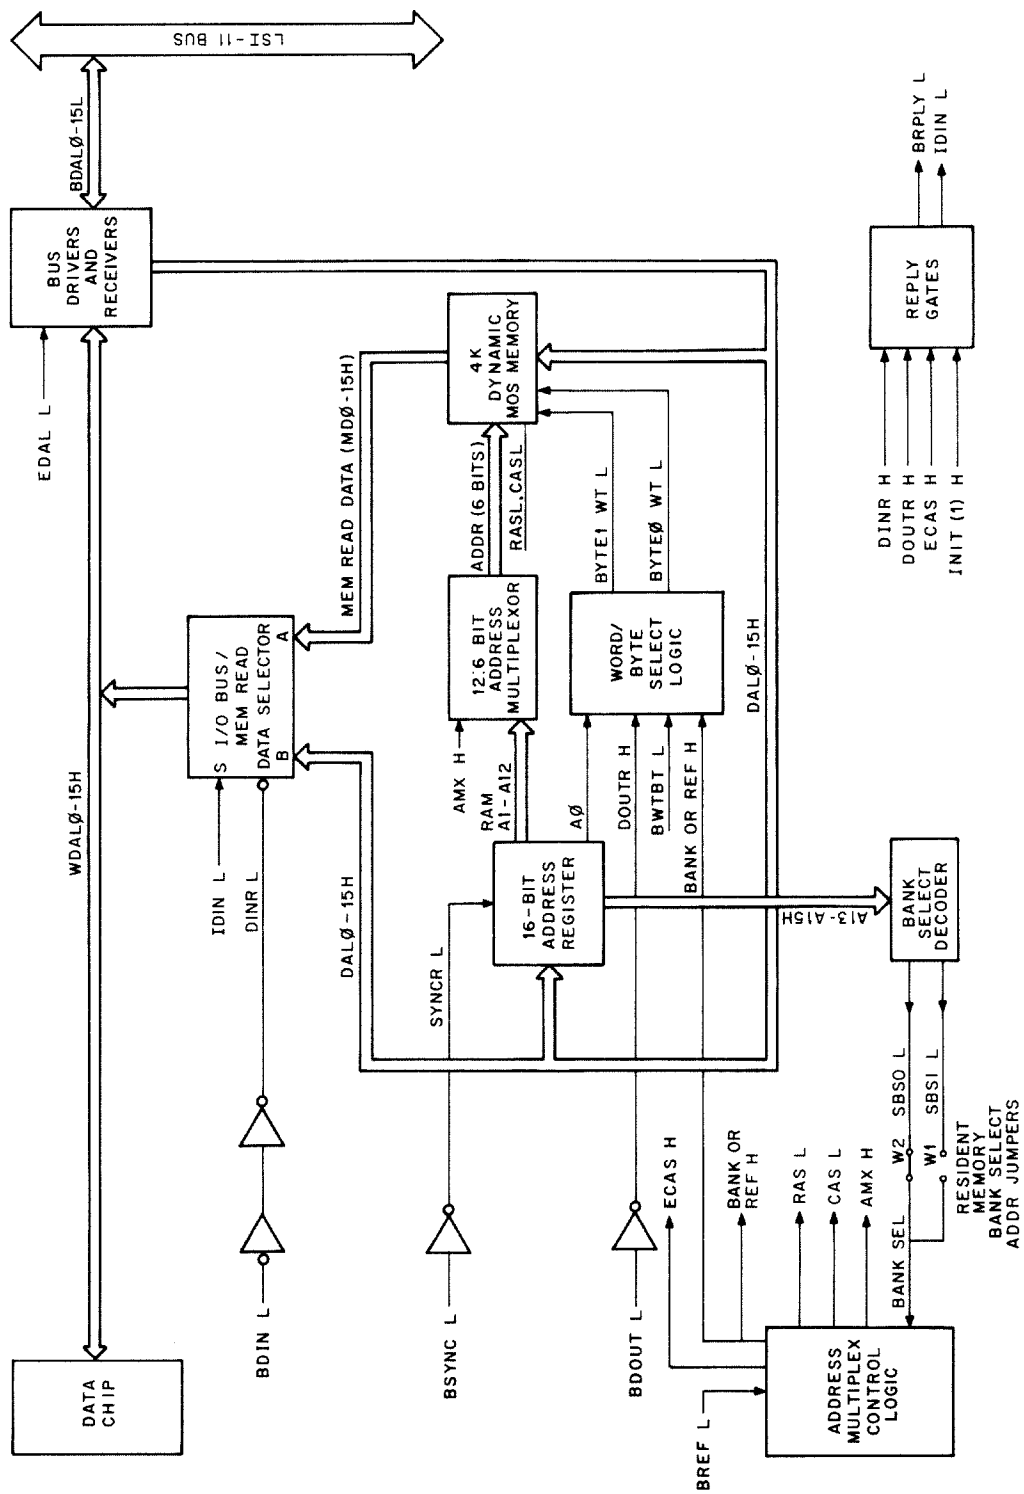 DATA
CHIP
WDALØ-15H
EDAL L
BUS
DRIVERS
AND
RECEIVERS
BDALØ-15L
LSI-11 BUS
BDIN L
DINR L
IDIN L
S I/O BUS/
MEM READ
DATA SELECTOR
B
A
DALØ-15H
MEM READ DATA (MDØ-15H)
BSYNC L
SYNCR L
16-BIT
ADDRESS
REGISTER
AMX H
RAM
A1-A12
12:6 BIT
ADDRESS
MULTIPLEXOR
ADDR (6 BITS)
RASL,CASL
4K
DYNAMIC
MOS MEMORY
AØ
DOUTR H
BWTBT L
BANK OR REF H
WORD/
BYTE
SELECT
LOGIC
BYTE1 WT L
BYTEØ WT L
BDOUT L
DALØ-15H
ECAS H
BANK OR
REF H
RAS L
CAS L
AMX H
BREF L
ADDRESS
MULTIPLEX
CONTROL
LOGIC
BANK SEL
W2
SBSO L
W1
SBSI L
RESIDENT
MEMORY
BANK SELECT
ADDR JUMPERS
A13-A15H
BANK
SELECT
DECODER
DINR H
DOUTR H
ECAS H
INIT (1) H
REPLY
GATES
BRPLY L
IDIN L